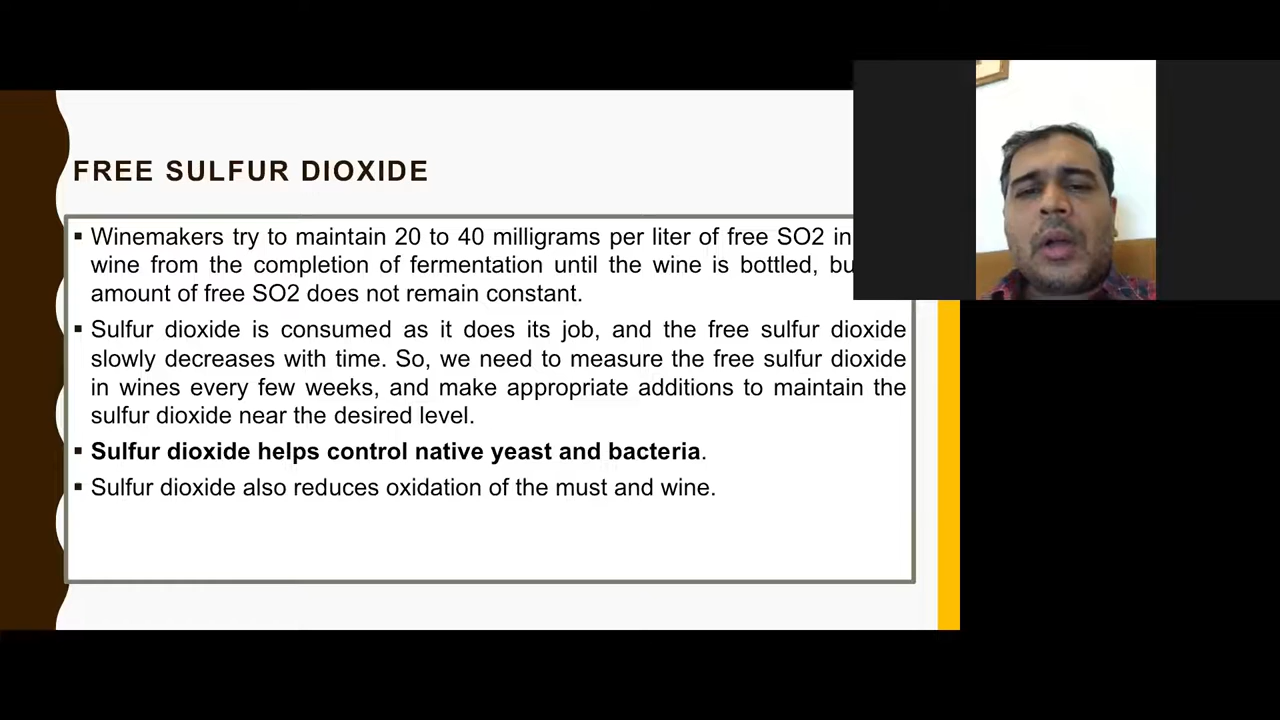 FREE SULFUR DIOXIDE
▪ Winemakers try to maintain 20 to 40 milligrams per liter of free SO2 in
wine from the completion of fermentation until the wine is bottled,
amount of free SO2 does not remain constant.
▪ Sulfur dioxide is consumed as it does its job, and the free sulfur dioxide
slowly decreases with time. So, we need to measure the free sulfur dioxide
in wines every few weeks, and make appropriate additions to maintain the
sulfur dioxide near the desired level.
▪ Sulfur dioxide helps control native yeast and bacteria.
▪ Sulfur dioxide also reduces oxidation of the must and wine.